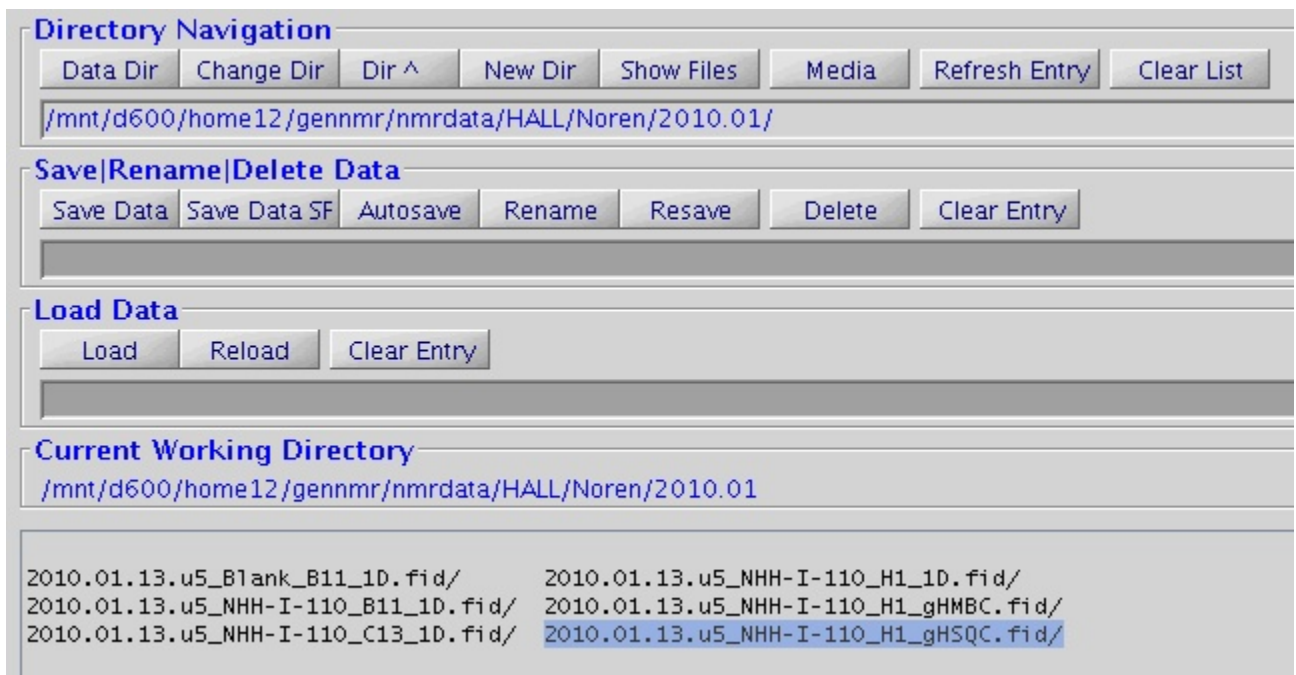 Directory Navigation
Data Dir Change Dir Dir ^ New Dir Show Files Media Refresh Entry Clear List
/mnt/d600/home12/gennmr/nmrdata/HALL/Noren/2010.01/
Save|Rename|Delete Data
Save Data Save Data SF Autosave Rename Resave Delete Clear Entry
Load Data
Load Reload Clear Entry
Current Working Directory
/mnt/d600/home12/gennmr/nmrdata/HALL/Noren/2010.01
2010.01.13.u5_Blank_B11_1D.fid/ 2010.01.13.u5_NHH-I-110_H1_1D.fid/
2010.01.13.u5_NHH-I-110_B11_1D.fid/ 2010.01.13.u5_NHH-I-110_H1_gHMBC.fid/
2010.01.13.u5_NHH-I-110_C13_1D.fid/ 2010.01.13.u5_NHH-I-110_H1_gHSQC.fid/